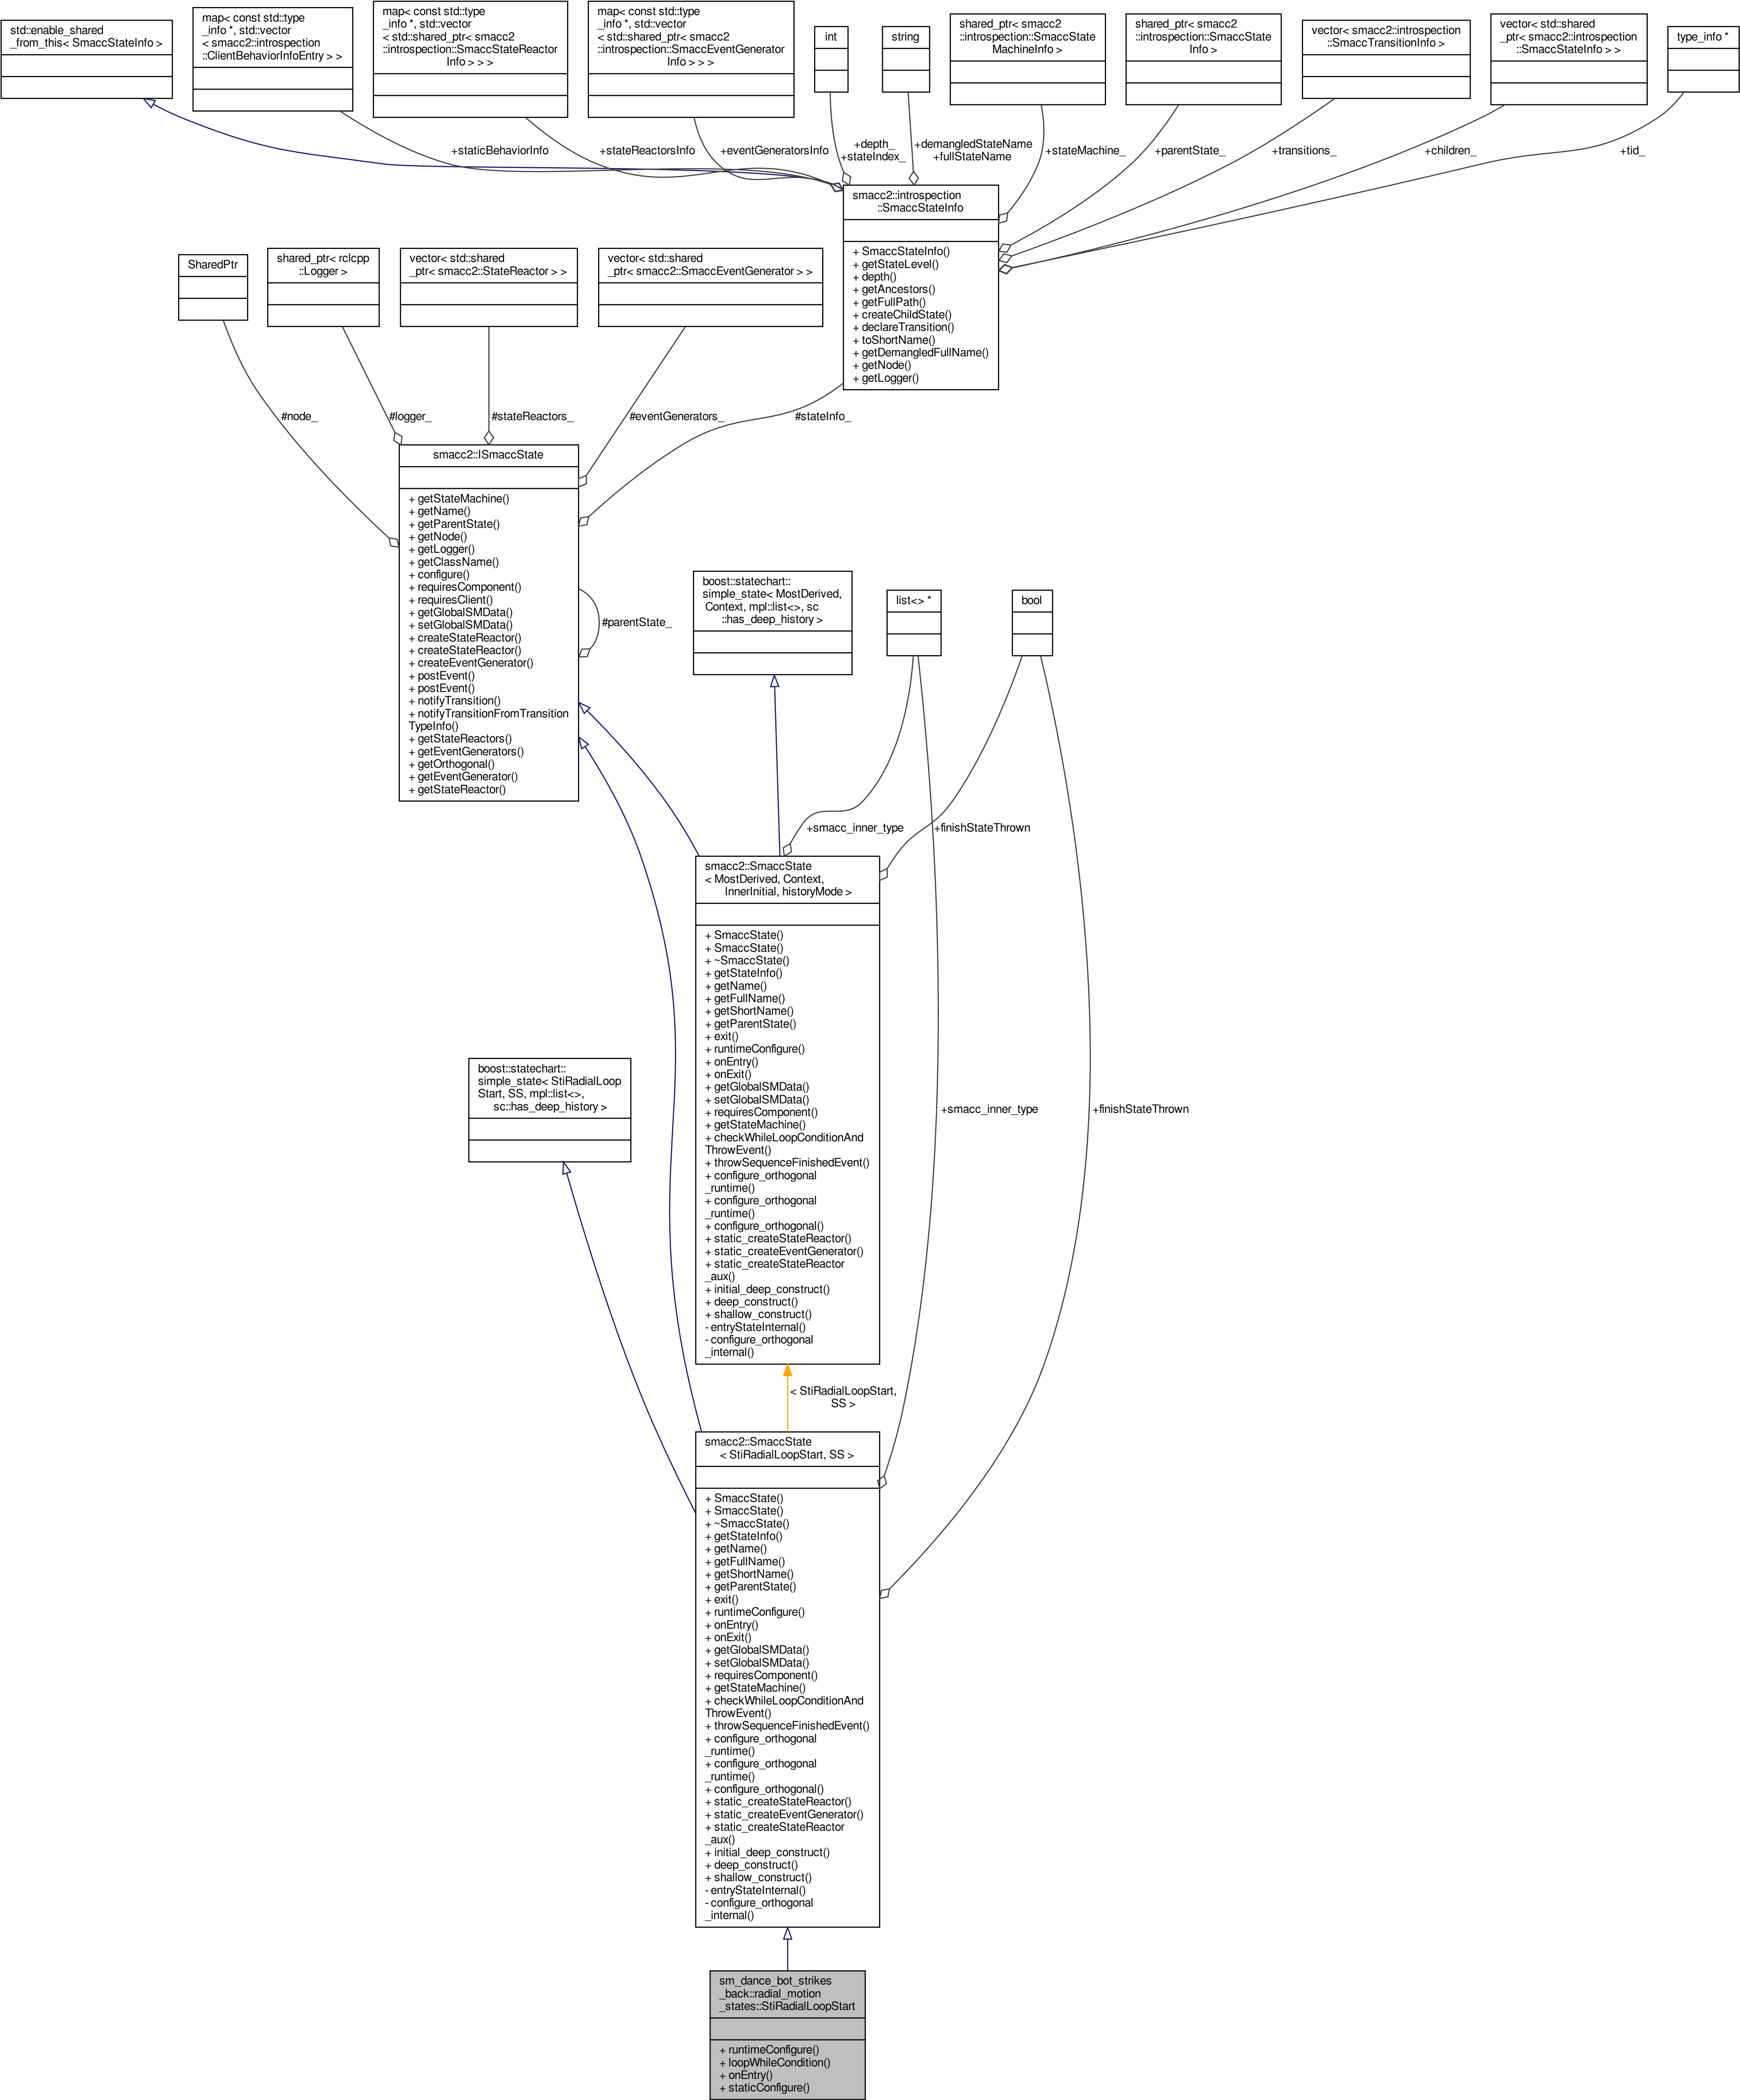 std::enable_shared
_from_this< SmaccStateInfo >
map< const std::type
_info *, std::vector
< smacc2::introspection
::ClientBehaviorInfoEntry > >
map< const std::type
_info *, std::vector
< std::shared_ptr< smacc2
::introspection::SmaccStateReactor
Info > > >
map< const std::type
_info *, std::vector
< std::shared_ptr< smacc2
::introspection::SmaccEventGenerator
Info > > >
int
string
shared_ptr< smacc2
::introspection::SmaccState
MachineInfo >
shared_ptr< smacc2
::introspection::SmaccState
Info >
vector< smacc2::introspection
::SmaccTransitionInfo >
vector< std::shared
_ptr< smacc2::introspection
::SmaccStateInfo > >
type_info *
+staticBehaviorInfo
+stateReactorsInfo
+eventGeneratorsInfo
+depth_
+stateIndex_
+demangledStateName
+fullStateName
+stateMachine_
+parentState_
+transitions_
+children_
+tid_
smacc2::introspection
::SmaccStateInfo
+ SmaccStateInfo()
+ getStateLevel()
+ depth()
+ getAncestors()
+ getFullPath()
+ createChildState()
+ declareTransition()
+ toShortName()
+ getDemangledFullName()
+ getNode()
+ getLogger()
SharedPtr
shared_ptr< rclcpp
::Logger >
vector< std::shared
_ptr< smacc2::StateReactor > >
vector< std::shared
_ptr< smacc2::SmaccEventGenerator > >
#node_
#logger_
#stateReactors_
#eventGenerators_
#stateInfo_
smacc2::ISmaccState
+ getStateMachine()
+ getName()
+ getParentState()
+ getNode()
+ getLogger()
+ getClassName()
+ configure()
+ requiresComponent()
+ requiresClient()
+ getGlobalSMData()
+ setGlobalSMData()
+ createStateReactor()
+ createStateReactor()
+ createEventGenerator()
+ postEvent()
+ postEvent()
+ notifyTransition()
+ notifyTransitionFromTransition
TypeInfo()
+ getStateReactors()
+ getEventGenerators()
+ getOrthogonal()
+ getEventGenerator()
+ getStateReactor()
#parentState_
boost::statechart::
simple_state< MostDerived,
Context, mpl::list<>, sc
::has_deep_history >
list<> *
bool
+smacc_inner_type
+finishStateThrown
smacc2::SmaccState
< MostDerived, Context,
InnerInitial, historyMode >
+ SmaccState()
+ SmaccState()
+ ~SmaccState()
+ getStateInfo()
+ getName()
+ getFullName()
+ getShortName()
+ getParentState()
+ exit()
+ runtimeConfigure()
+ onEntry()
+ onExit()
+ getGlobalSMData()
+ setGlobalSMData()
+ requiresComponent()
+ getStateMachine()
+ checkWhileLoopConditionAnd
ThrowEvent()
+ throwSequenceFinishedEvent()
+ configure_orthogonal
_runtime()
+ configure_orthogonal
_runtime()
+ configure_orthogonal()
+ static_createStateReactor()
+ static_createEventGenerator()
+ static_createStateReactor
_aux()
+ initial_deep_construct()
+ deep_construct()
+ shallow_construct()
- entryStateInternal()
- configure_orthogonal
_internal()
boost::statechart::
simple_state< StiRadialLoop
Start, SS, mpl::list<>,
sc::has_deep_history >
+smacc_inner_type
+finishStateThrown
< StiRadialLoopStart,
SS >
smacc2::SmaccState
< StiRadialLoopStart, SS >
+ SmaccState()
+ SmaccState()
+ ~SmaccState()
+ getStateInfo()
+ getName()
+ getFullName()
+ getShortName()
+ getParentState()
+ exit()
+ runtimeConfigure()
+ onEntry()
+ onExit()
+ getGlobalSMData()
+ setGlobalSMData()
+ requiresComponent()
+ getStateMachine()
+ checkWhileLoopConditionAnd
ThrowEvent()
+ throwSequenceFinishedEvent()
+ configure_orthogonal
_runtime()
+ configure_orthogonal
_runtime()
+ configure_orthogonal()
+ static_createStateReactor()
+ static_createEventGenerator()
+ static_createStateReactor
_aux()
+ initial_deep_construct()
+ deep_construct()
+ shallow_construct()
- entryStateInternal()
- configure_orthogonal
_internal()
sm_dance_bot_strikes
_back::radial_motion
_states::StiRadialLoopStart
+ runtimeConfigure()
+ loopWhileCondition()
+ onEntry()
+ staticConfigure()